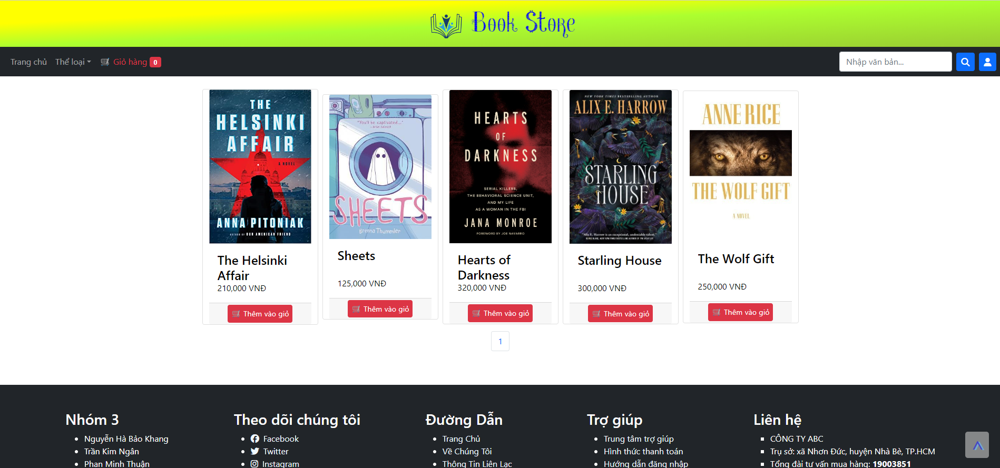 Book Store
Trang chủ
Thể loại
Giỏ hàng 0
Nhập văn bản...
THE
HELSINKI
AFFAIR
A NOVEL
ANNA PITONIAK
AUTHOR OF OUR AMERICAN FRIEND
The Helsinki
Affair
210,000 VNĐ
Thêm vào giỏ
"You'll be captivated..."
—Brian Selznick
SHEETS
Brenna Thummler
Sheets
125,000 VNĐ
Thêm vào giỏ
HEARTS
OF
DARKNESS
SERIAL KILLERS,
THE BEHAVIORAL SCIENCE UNIT,
AND MY LIFE
AS A WOMAN IN THE FBI
JANA MONROE
FOREWORD BY JOE NAVARRO
Hearts of
Darkness
320,000 VNĐ
Thêm vào giỏ
NEW YORK TIMES BESTSELLING AUTHOR
ALIX E. HARROW
STARLING
HOUSE
"Alix E. Harrow is an exceptional, undeniable talent."
Starling House
300,000 VNĐ
Thêm vào giỏ
ANNE RICE
THE WOLF GIFT
A NOVEL
The Wolf Gift
250,000 VNĐ
Thêm vào giỏ
1
Nhóm 3
Nguyễn Hà Bảo Khang
Trần Kim Ngân
Phan Minh Thuận
Theo dõi chúng tôi
Facebook
Twitter
Instagram
Đường Dẫn
Trang Chủ
Về Chúng Tôi
Thông Tin Liên Lạc
Trợ giúp
Trung tâm trợ giúp
Hình thức thanh toán
Hướng dẫn đăng nhập
Liên hệ
CÔNG TY ABC
Trụ sở: xã Nhơn Đức, huyện Nhà Bè, TP.HCM
Tổng đài tư vấn mua hàng: 19003851